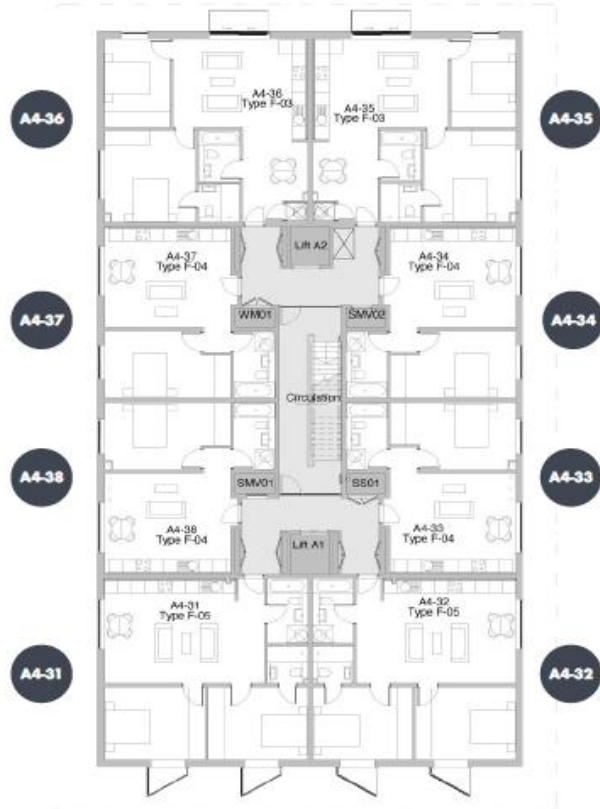 A4-36
A4-36
Type F-03
A4-35
Type F-03
A4-35
Lift A2
A4-37
Type F-04
A4-34
Type F-04
A4-37
WM01
SMV02
A4-34
Circulation
A4-38
SMV01
SS01
A4-33
A4-38
Type F-04
A4-33
Type F-04
Lift A1
A4-31
Type F-05
A4-32
Type F-05
A4-31
A4-32